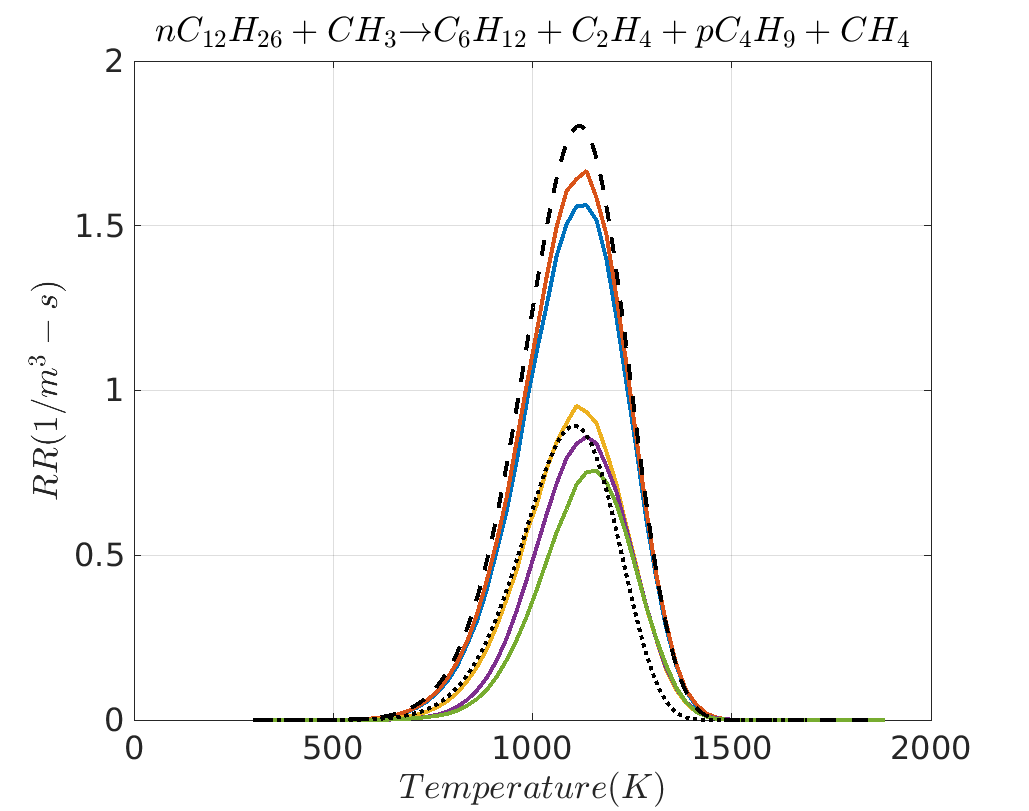 nC₁₂H₂₆ + CH₃→C₆H₁₂ + C₂H₄ + pC₄H₉ + CH₄
2
1.5
1
0.5
0
RR(1/m³ − s)
0 500 1000 1500 2000
Temperature(K)